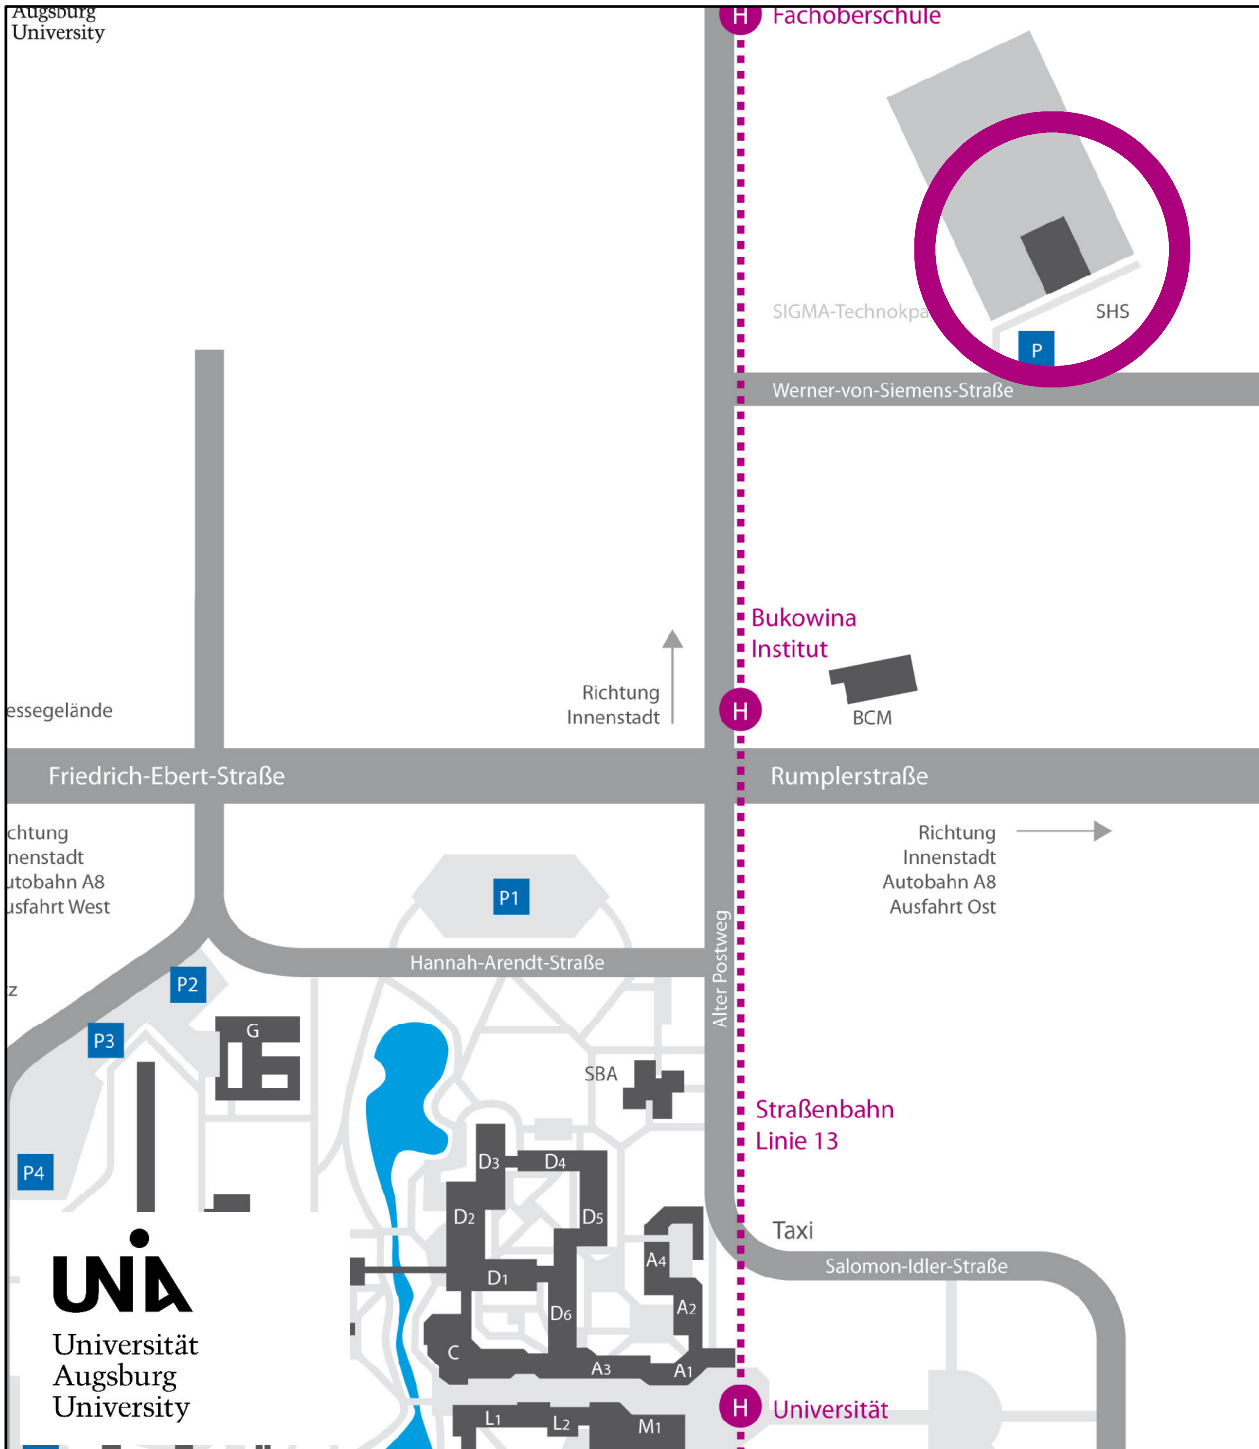 Augsburg
University
H Fachoberschule
SIGMA-Technokpa
SHS
P
Werner-von-Siemens-Straße
Bukowina
Institut
Richtung
Innenstadt
H
BCM
essegelände
Friedrich-Ebert-Straße
Rumplerstraße
chtung
nenstadt
utobahn A8
usfahrt West
Richtung
Innenstadt
Autobahn A8
Ausfahrt Ost
P1
Alter Postweg
Hannah-Arendt-Straße
P2
z
P3
G
SBA
Straßenbahn
Linie 13
P4
D3
D4
D2
D5
Taxi
A4
Salomon-Idler-Straße
D1
D6
A2
C
A3
A1
UNIA
Universität
Augsburg
University
H Universität
L1
L2
M1